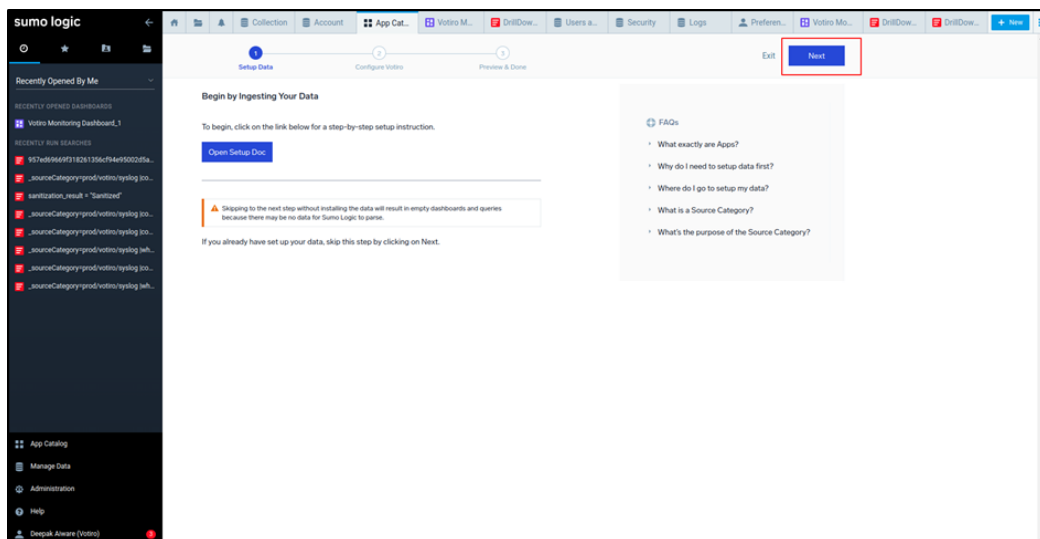 sumo logic
Collection
Account
App Cat...
Votiro M...
DrillDow...
Users a...
Security
Logs
Preferen...
Votiro Mo...
DrillDow...
DrillDow...
+ New
1
2
3
Setup Data
Configure Votiro
Preview & Done
Exit
Next
Recently Opened By Me
RECENTLY OPENED DASHBOARDS
Votiro Monitoring Dashboard_1
RECENTLY RUN SEARCHES
957ed69669f318261356cf94e95002d5a...
_sourceCategory=prod/votiro/syslog |co...
sanitization_result = "Sanitized"
_sourceCategory=prod/votiro/syslog |co...
_sourceCategory=prod/votiro/syslog |co...
_sourceCategory=prod/votiro/syslog |wh...
_sourceCategory=prod/votiro/syslog |co...
_sourceCategory=prod/votiro/syslog |wh...
App Catalog
Manage Data
Administration
Help
Deepak Aiware (Votiro)
Begin by Ingesting Your Data
To begin, click on the link below for a step-by-step setup instruction.
Open Setup Doc
Skipping to the next step without installing the data will result in empty dashboards and queries
because there may be no data for Sumo Logic to parse.
If you already have set up your data, skip this step by clicking on Next.
FAQs
What exactly are Apps?
Why do I need to setup data first?
Where do I go to setup my data?
What is a Source Category?
What's the purpose of the Source Category?